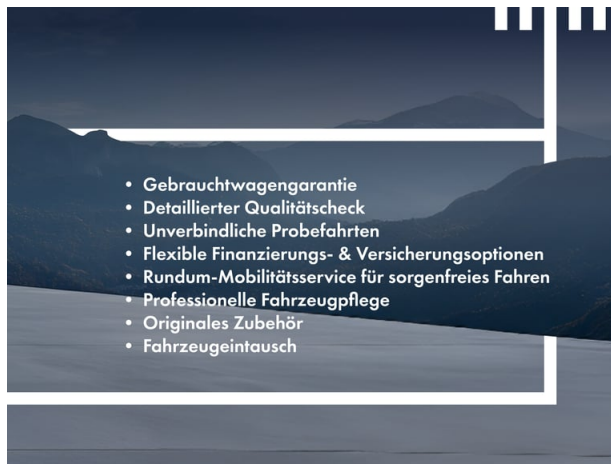 • Gebrauchtwagengarantie
• Detaillierter Qualitätscheck
• Unverbindliche Probefahrten
• Flexible Finanzierungs- & Versicherungsoptionen
• Rundum-Mobilitätsservice für sorgenfreies Fahren
• Professionelle Fahrzeugpflege
• Originales Zubehör
• Fahrzeugeintausch